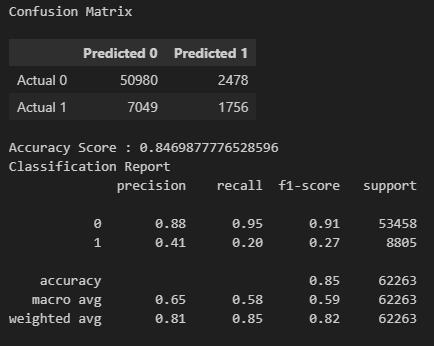 Confusion Matrix
Predicted 0 Predicted 1
Actual 0 50980 2478
Actual 1 7049 1756
Accuracy Score : 0.8469877776528596
Classification Report
precision recall f1-score support
0 0.88 0.95 0.91 53458
1 0.41 0.20 0.27 8805
accuracy 0.85 62263
macro avg 0.65 0.58 0.59 62263
weighted avg 0.81 0.85 0.82 62263